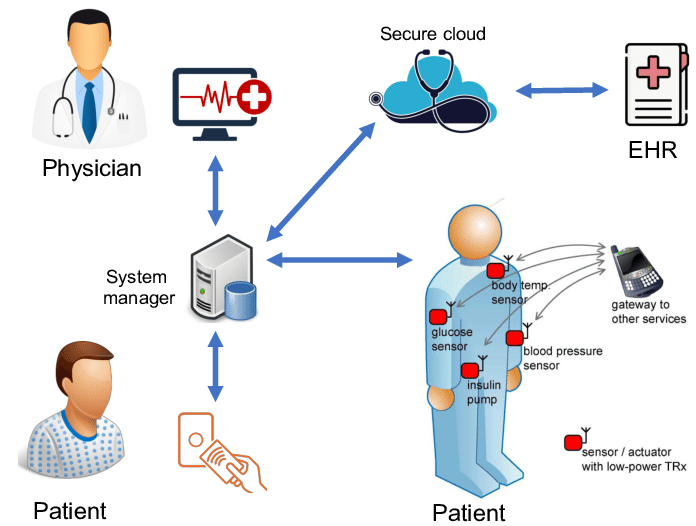 Secure cloud
Physician
EHR
System
manager
body temp.
sensor
glucose
sensor
gateway to
other services
blood pressure
sensor
insulin
pump
sensor / actuator
with low-power TRx
Patient
Patient